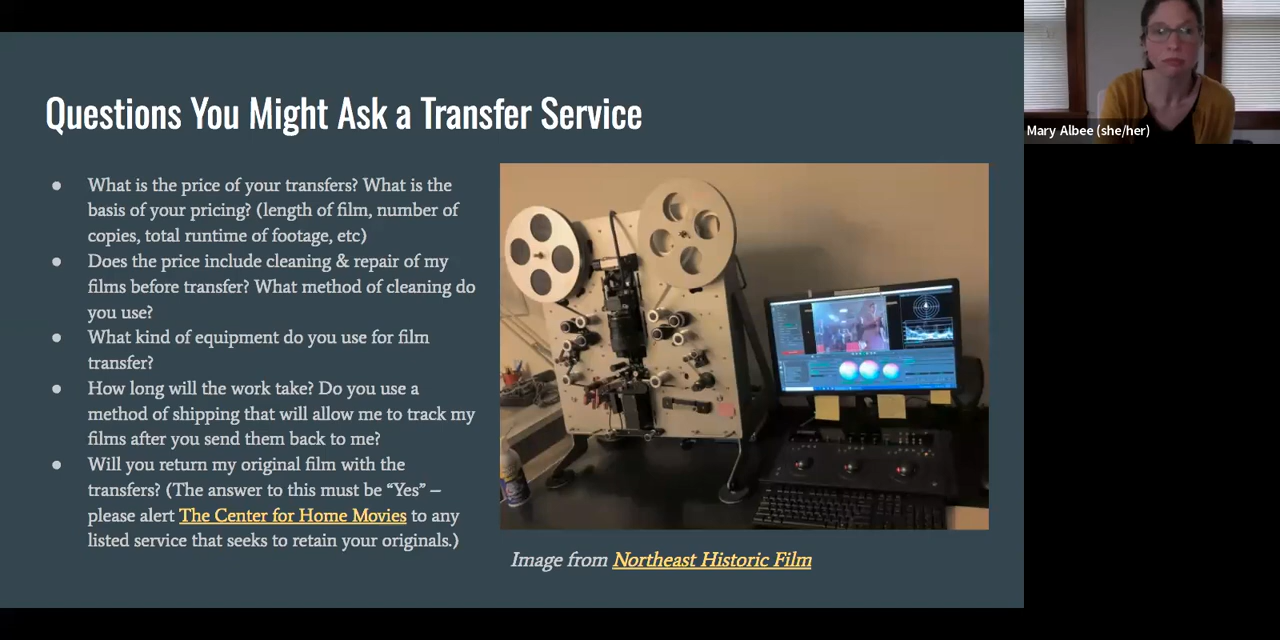 Questions You Might Ask a Transfer Service
● What is the price of your transfers? What is the
basis of your pricing? (length of film, number of
copies, total runtime of footage, etc)
● Does the price include cleaning & repair of my
films before transfer? What method of cleaning do
you use?
● What kind of equipment do you use for film
transfer?
● How long will the work take? Do you use a
method of shipping that will allow me to track my
films after you send them back to me?
● Will you return my original film with the
transfers? (The answer to this must be “Yes” –
please alert The Center for Home Movies to any
listed service that seeks to retain your originals.)
Image from Northeast Historic Film
Mary Albee (she/her)